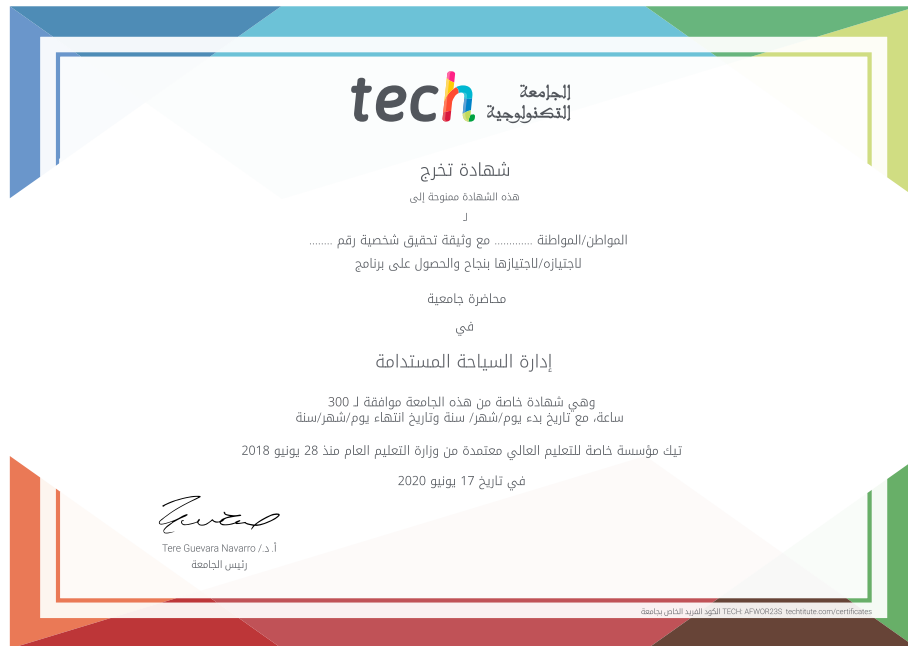 tech الجامعة
التكنولوجية
شهادة تخرج
هذه الشهادة ممنوحة إلى
لـ
المواطن/المواطنة ............. مع وثيقة تحقيق شخصية رقم ........
لاجتيازه/لاجتيازها بنجاح والحصول على برنامج
محاضرة جامعية
في
إدارة السياحة المستدامة
وهي شهادة خاصة من هذه الجامعة موافقة لـ 300
ساعة، مع تاريخ بدء يوم/شهر/ سنة وتاريخ انتهاء يوم/شهر/سنة
تيك مؤسسة خاصة للتعليم العالي معتمدة من وزارة التعليم العام منذ 28 يونيو 2018
في تاريخ 17 يونيو 2020
أ. د./ Tere Guevara Navarro
رئيس الجامعة
الكود الفريد الخاص بجامعة TECH: AFWOR23S techtitute.com/certificates